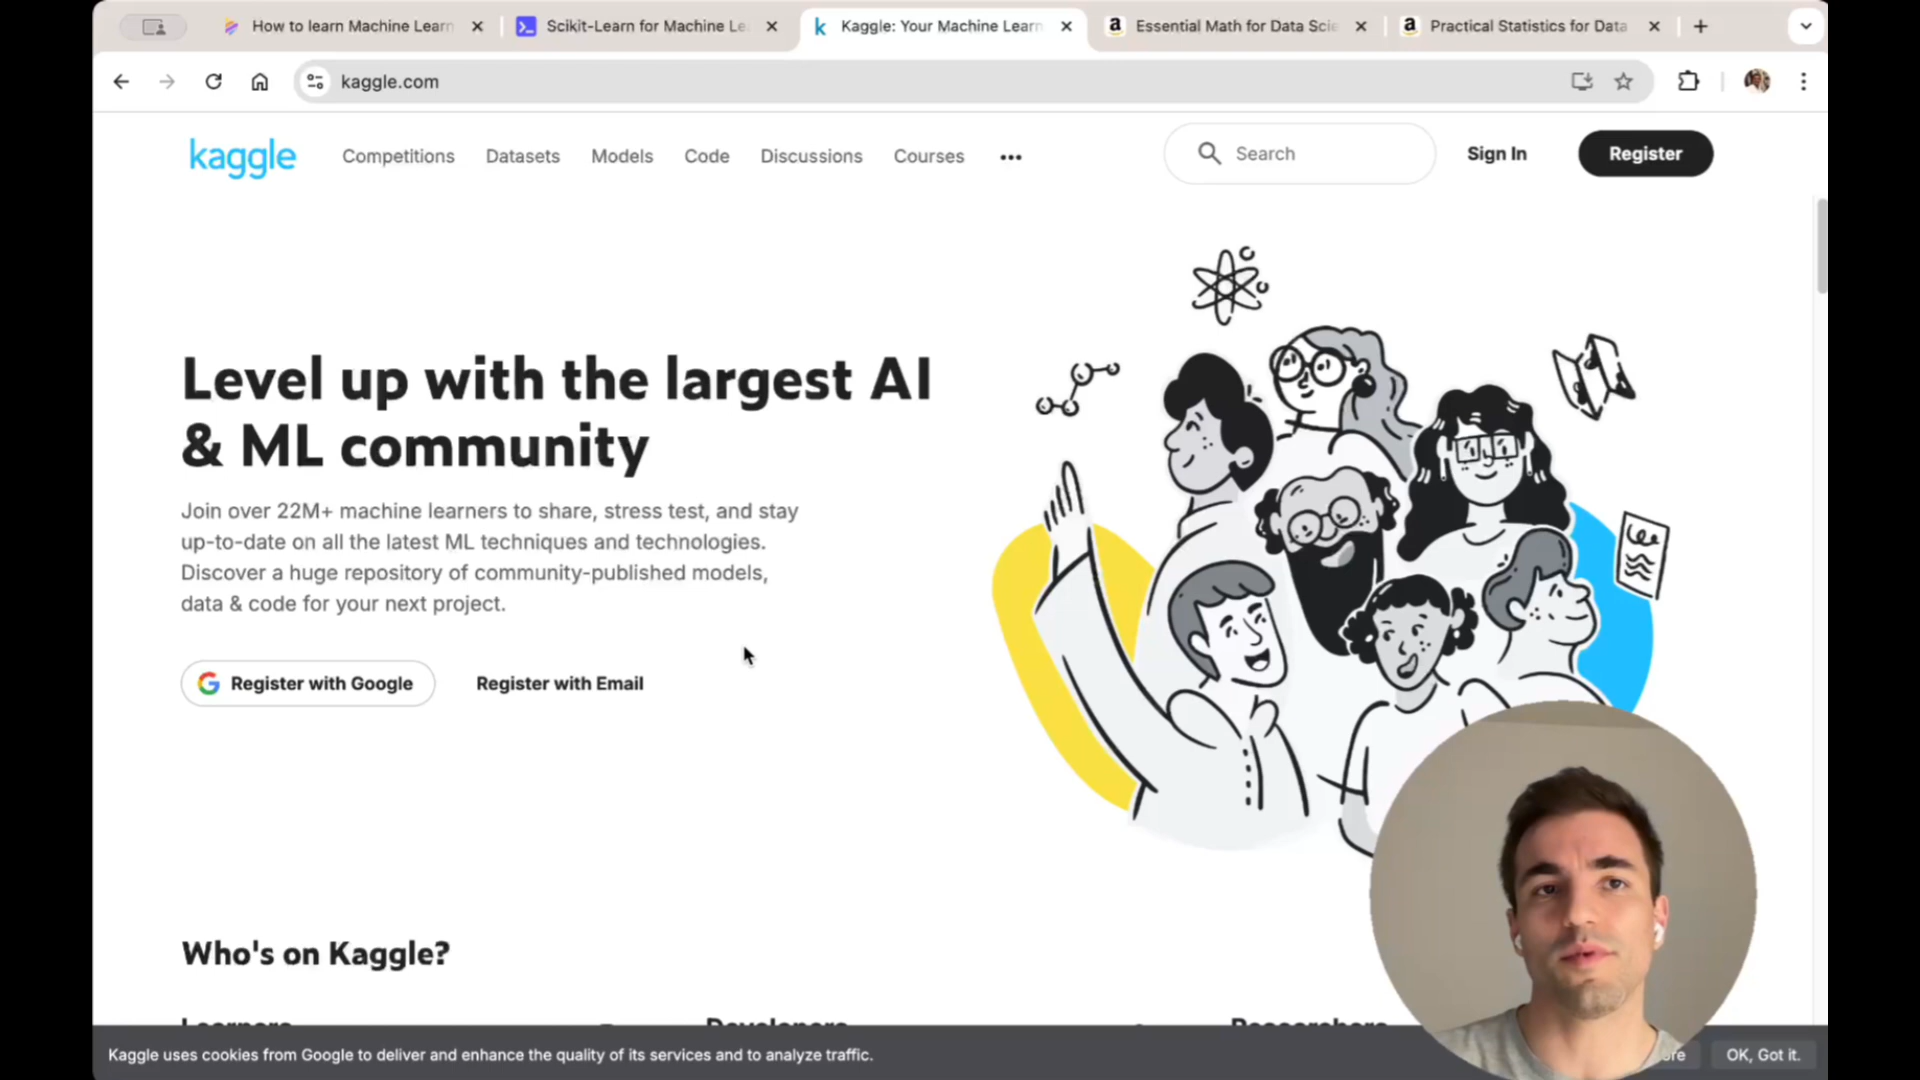 How to learn Machine Learn
Scikit-Learn for Machine Le
Kaggle: Your Machine Learn
Essential Math for Data Scie
Practical Statistics for Data
kaggle.com
kaggle
Competitions
Datasets
Models
Code
Discussions
Courses
Search
Sign In
Register
Level up with the largest AI
& ML community
Join over 22M+ machine learners to share, stress test, and stay
up-to-date on all the latest ML techniques and technologies.
Discover a huge repository of community-published models,
data & code for your next project.
Register with Google
Register with Email
Who's on Kaggle?
Learners
Developers
Researchers
Kaggle uses cookies from Google to deliver and enhance the quality of its services and to analyze traffic.
OK, Got it.